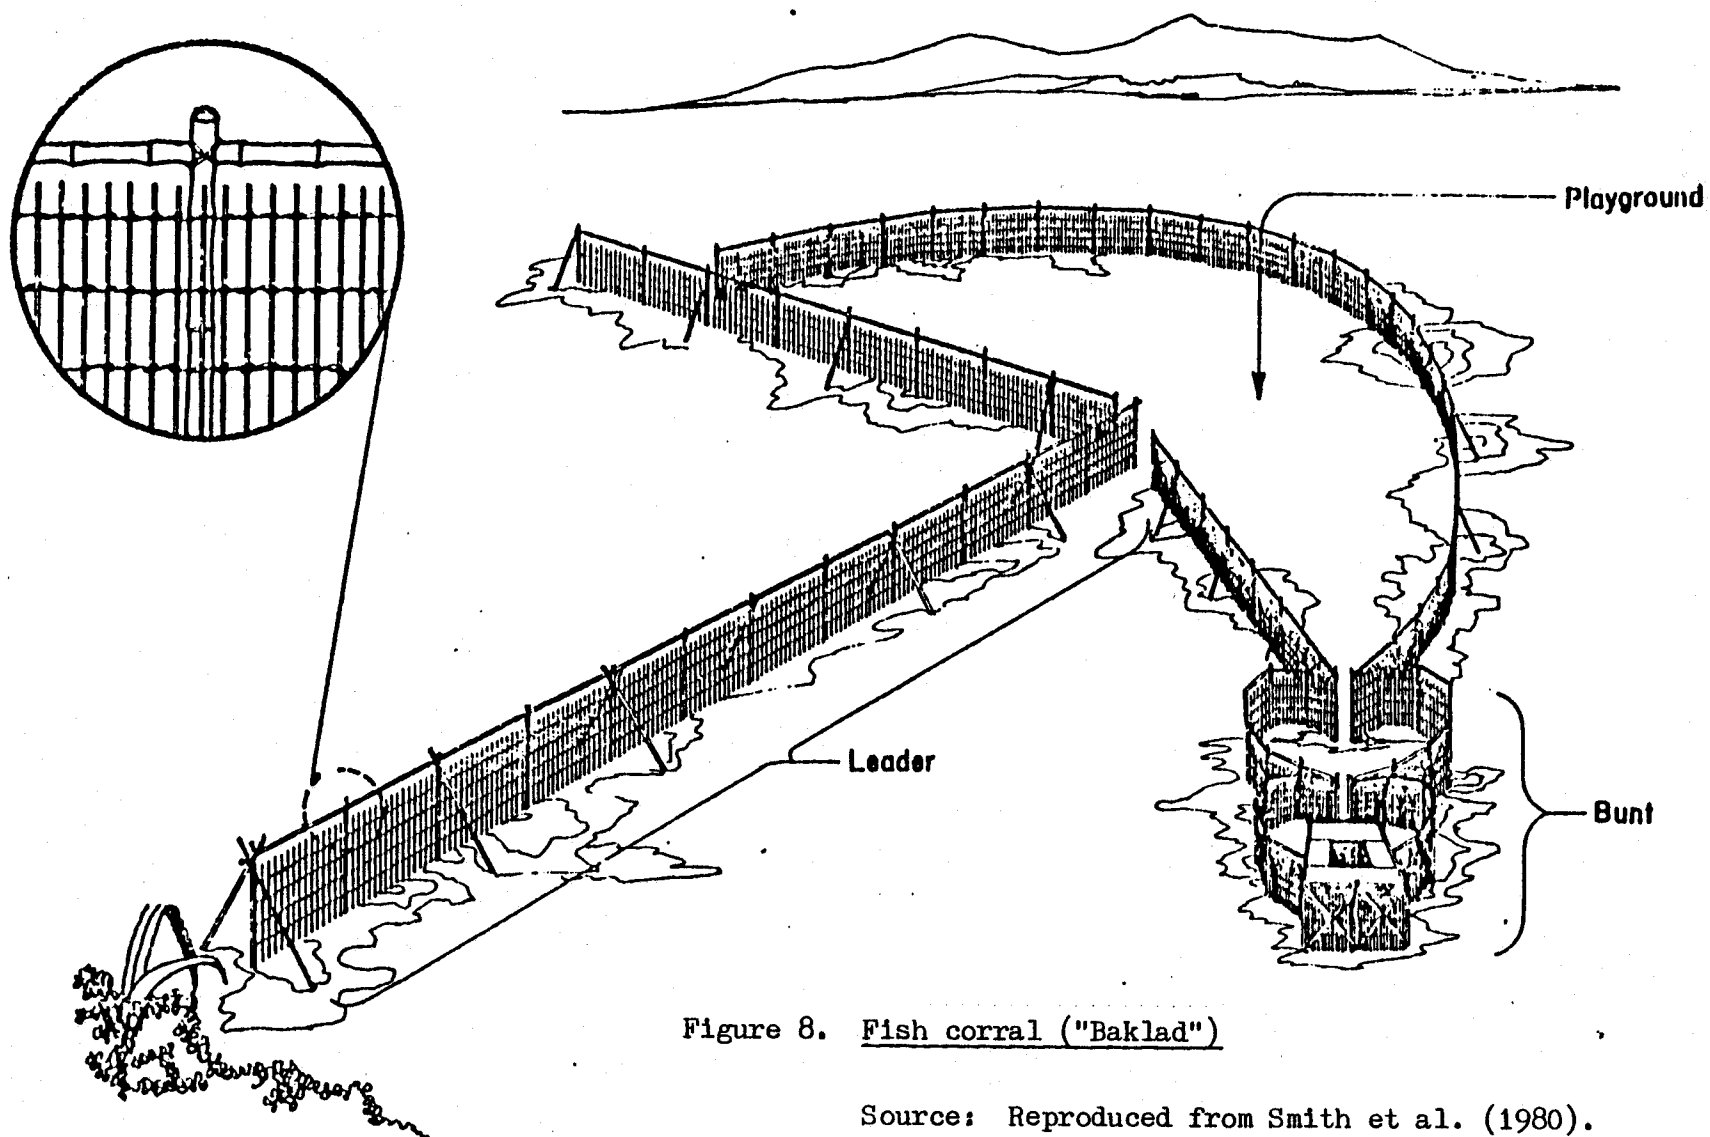 Playground
Leader
Bunt
Figure 8. Fish corral ("Baklad")
Source: Reproduced from Smith et al. (1980).